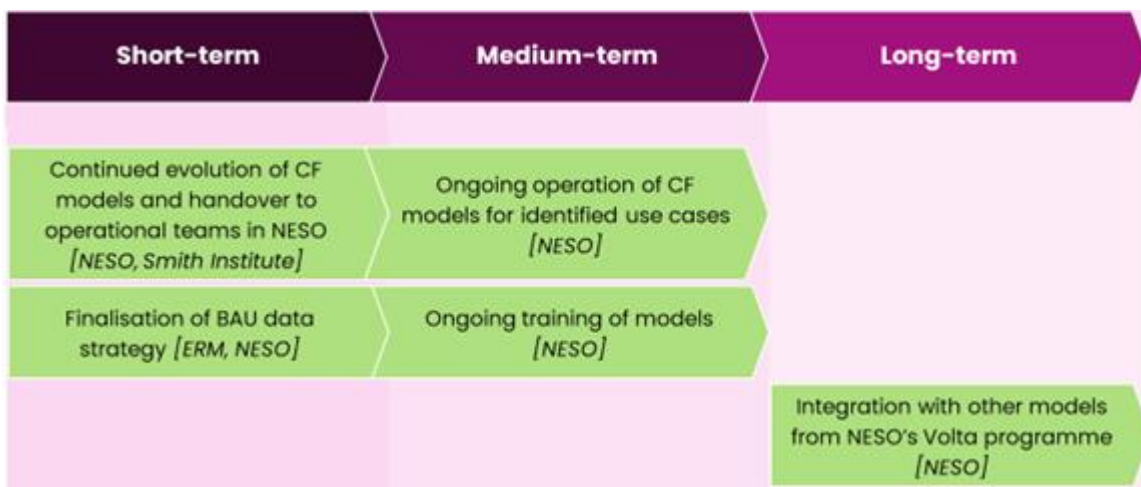 Short-term
Medium-term
Long-term
Continued evolution of CF
models and handover to
operational teams in NESO
[NESO, Smith Institute]
Ongoing operation of CF
models for identified use cases
[NESO]
Finalisation of BAU data
strategy [ERM, NESO]
Ongoing training of models
[NESO]
Integration with other models
from NESO's Volta programme
[NESO]